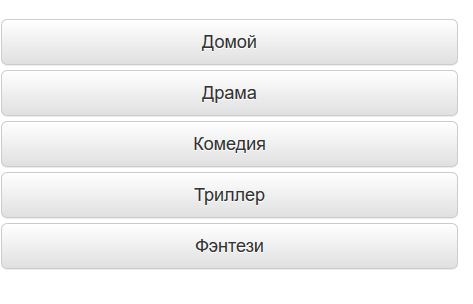 Домой
Драма
Комедия
Триллер
Фэнтези